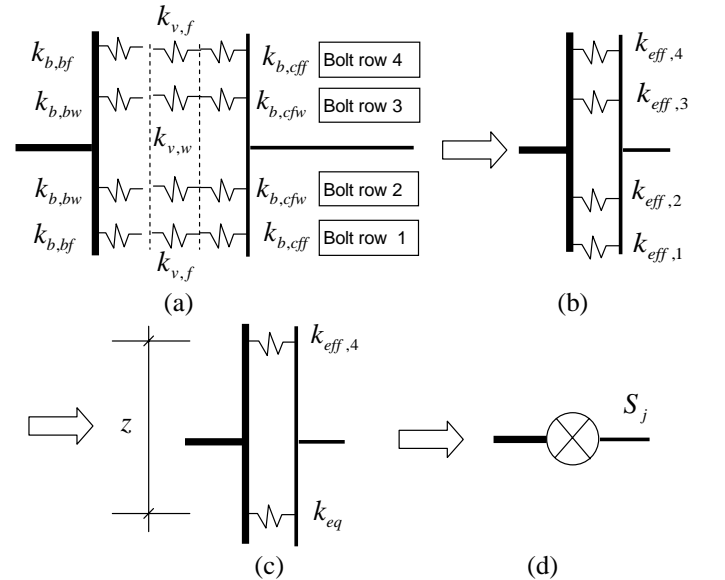 k_{v,f}
k_{b,bf} k_{b,cff} Bolt row 4
k_{b,bw} k_{b,cfw} Bolt row 3
k_{v,w}
k_{b,bw} k_{b,cfw} Bolt row 2
k_{b,bf} k_{b,cff} Bolt row 1
k_{v,f}
(a)
k_{eff,4}
k_{eff,3}
k_{eff,2}
k_{eff,1}
(b)
z
k_{eff,4}
k_{eq}
(c)
S_j
(d)